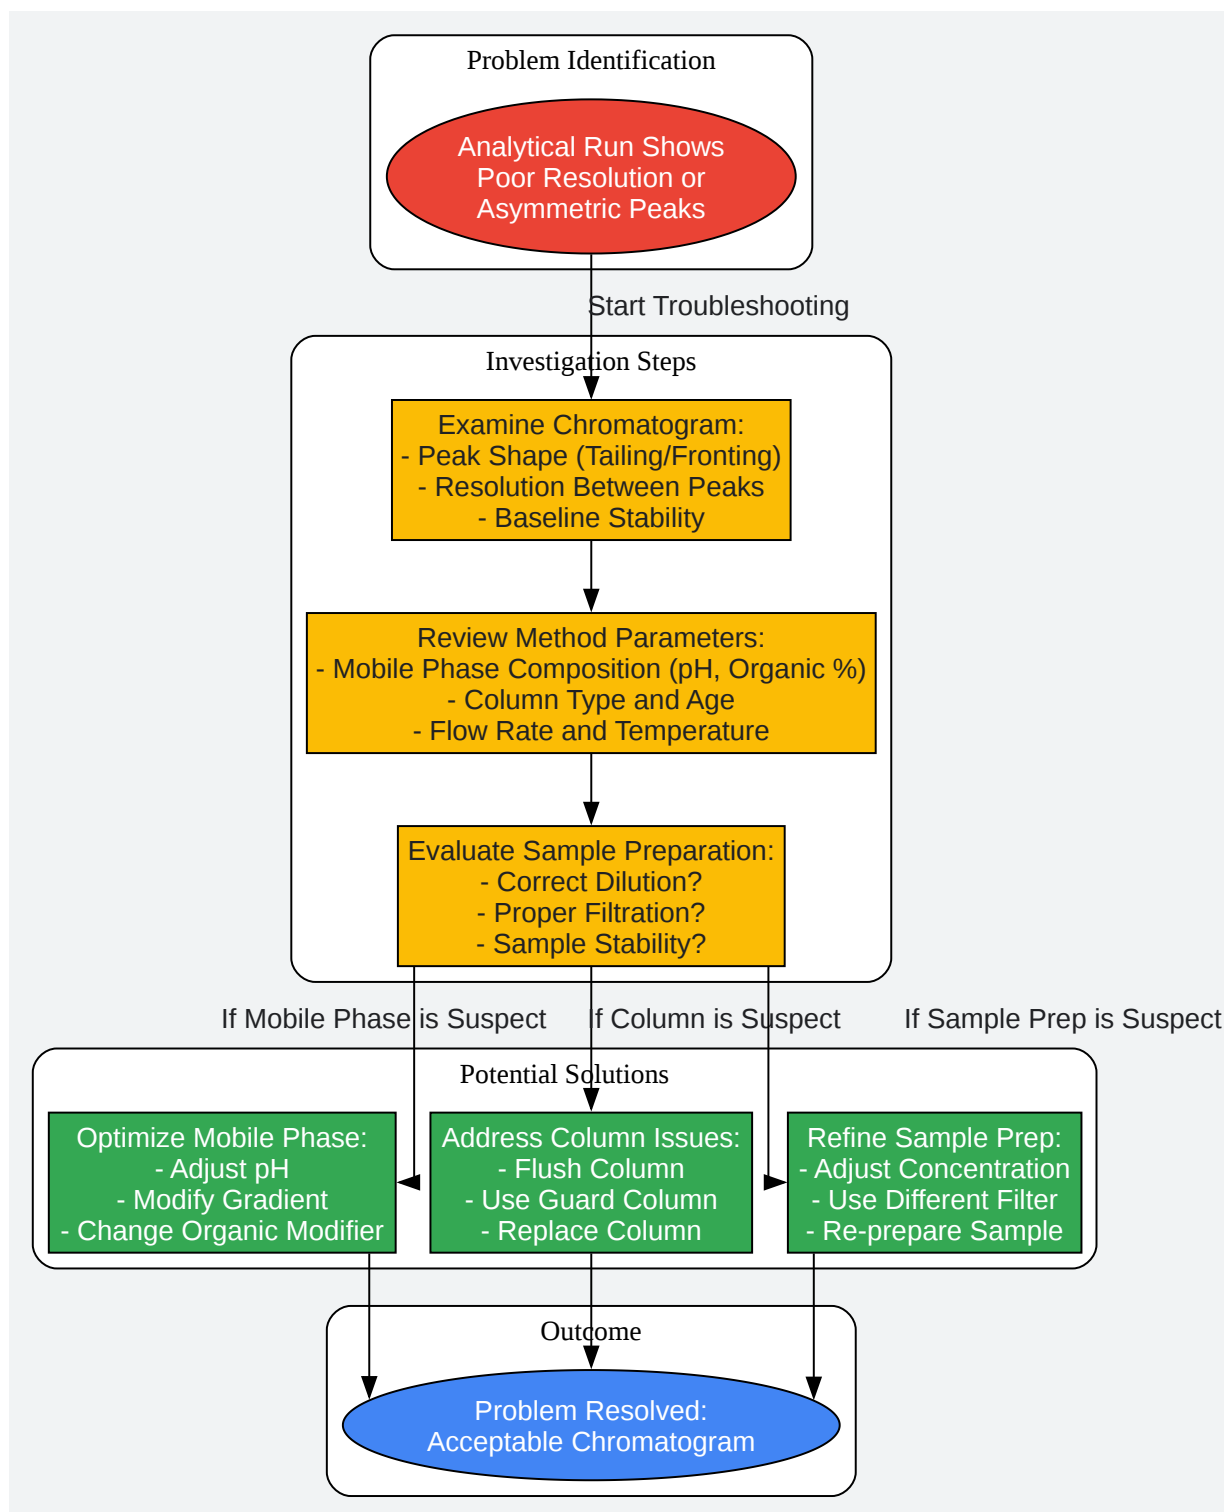 Problem Identification
Analytical Run Shows
Poor Resolution or
Asymmetric Peaks
Start Troubleshooting
Investigation Steps
Examine Chromatogram:
- Peak Shape (Tailing/Fronting)
- Resolution Between Peaks
- Baseline Stability
Review Method Parameters:
- Mobile Phase Composition (pH, Organic %)
- Column Type and Age
- Flow Rate and Temperature
Evaluate Sample Preparation:
- Correct Dilution?
- Proper Filtration?
- Sample Stability?
If Mobile Phase is Suspect
If Column is Suspect
If Sample Prep is Suspect
Potential Solutions
Optimize Mobile Phase:
- Adjust pH
- Modify Gradient
- Change Organic Modifier
Address Column Issues:
- Flush Column
- Use Guard Column
- Replace Column
Refine Sample Prep:
- Adjust Concentration
- Use Different Filter
- Re-prepare Sample
Outcome
Problem Resolved:
Acceptable Chromatogram